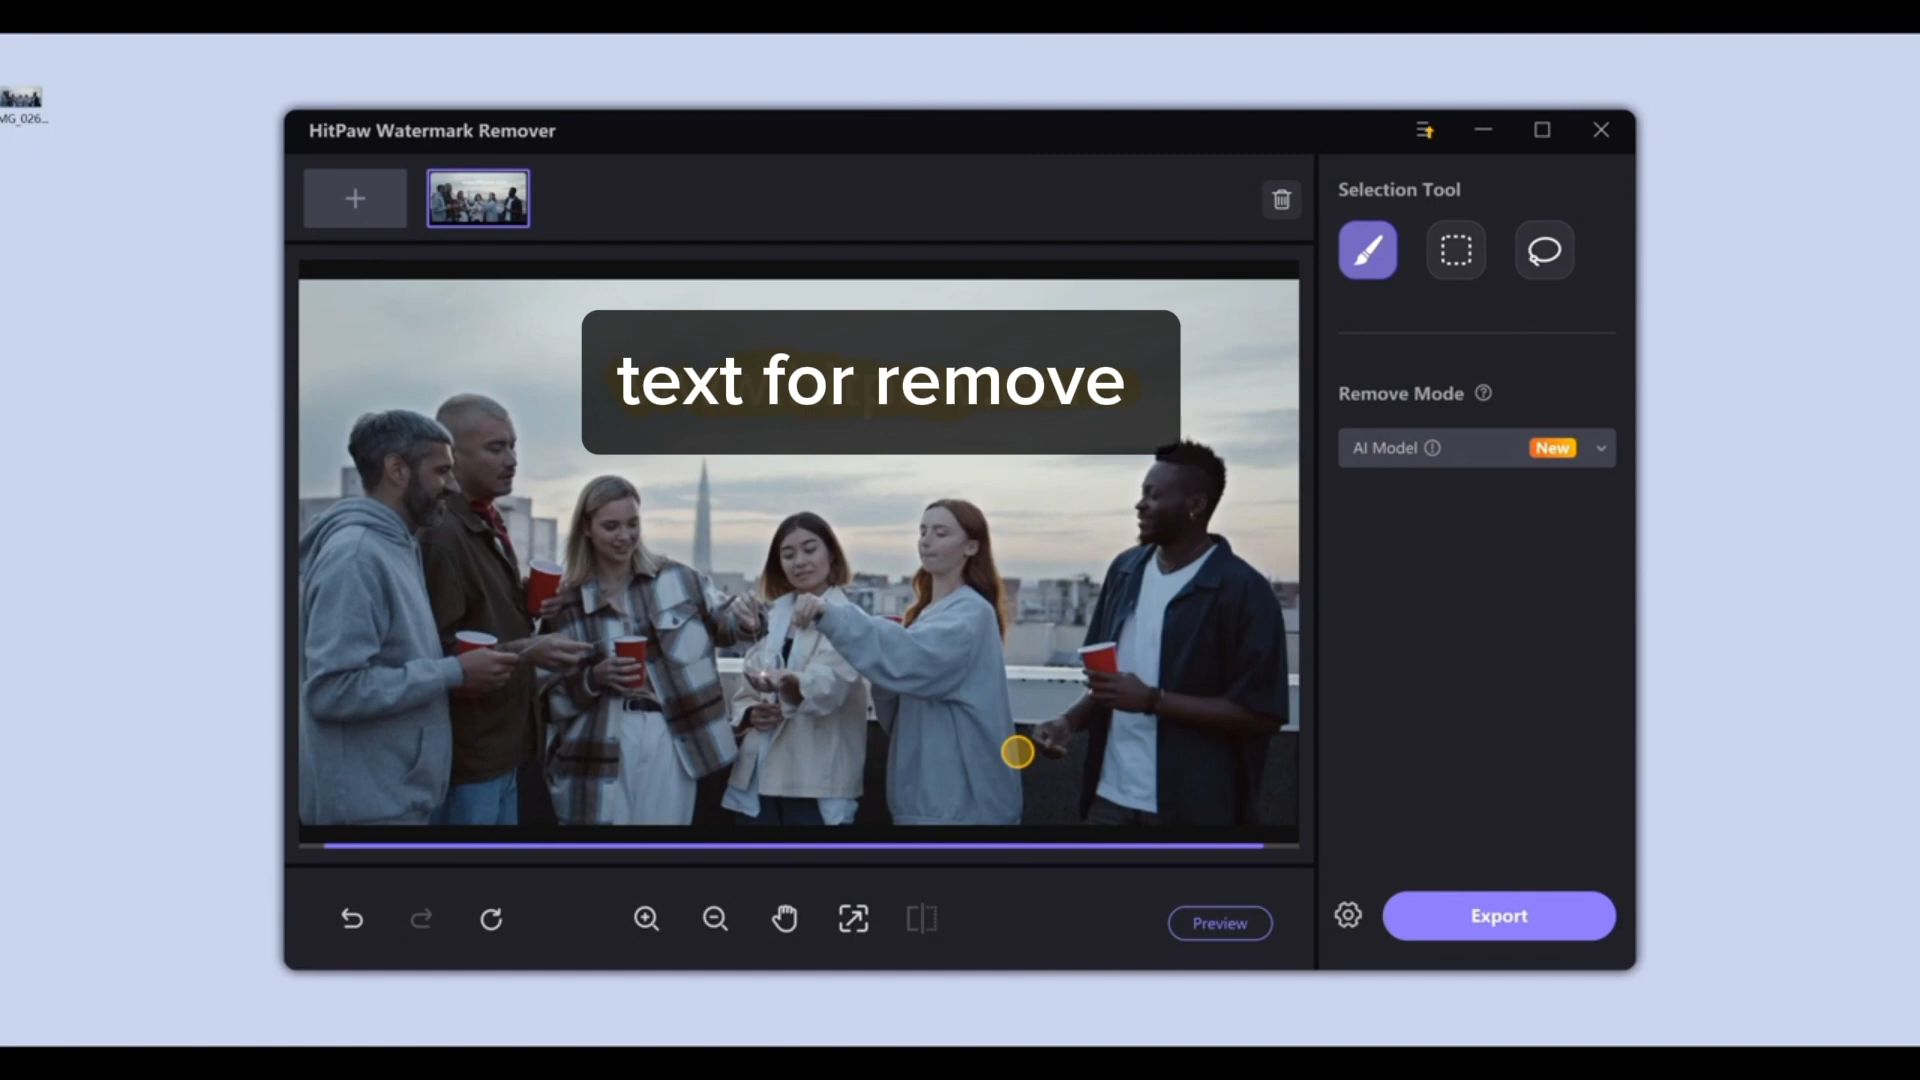 MG_026...
HitPaw Watermark Remover
Selection Tool
text for remove
Remove Mode
AI Model
New
Preview
Export